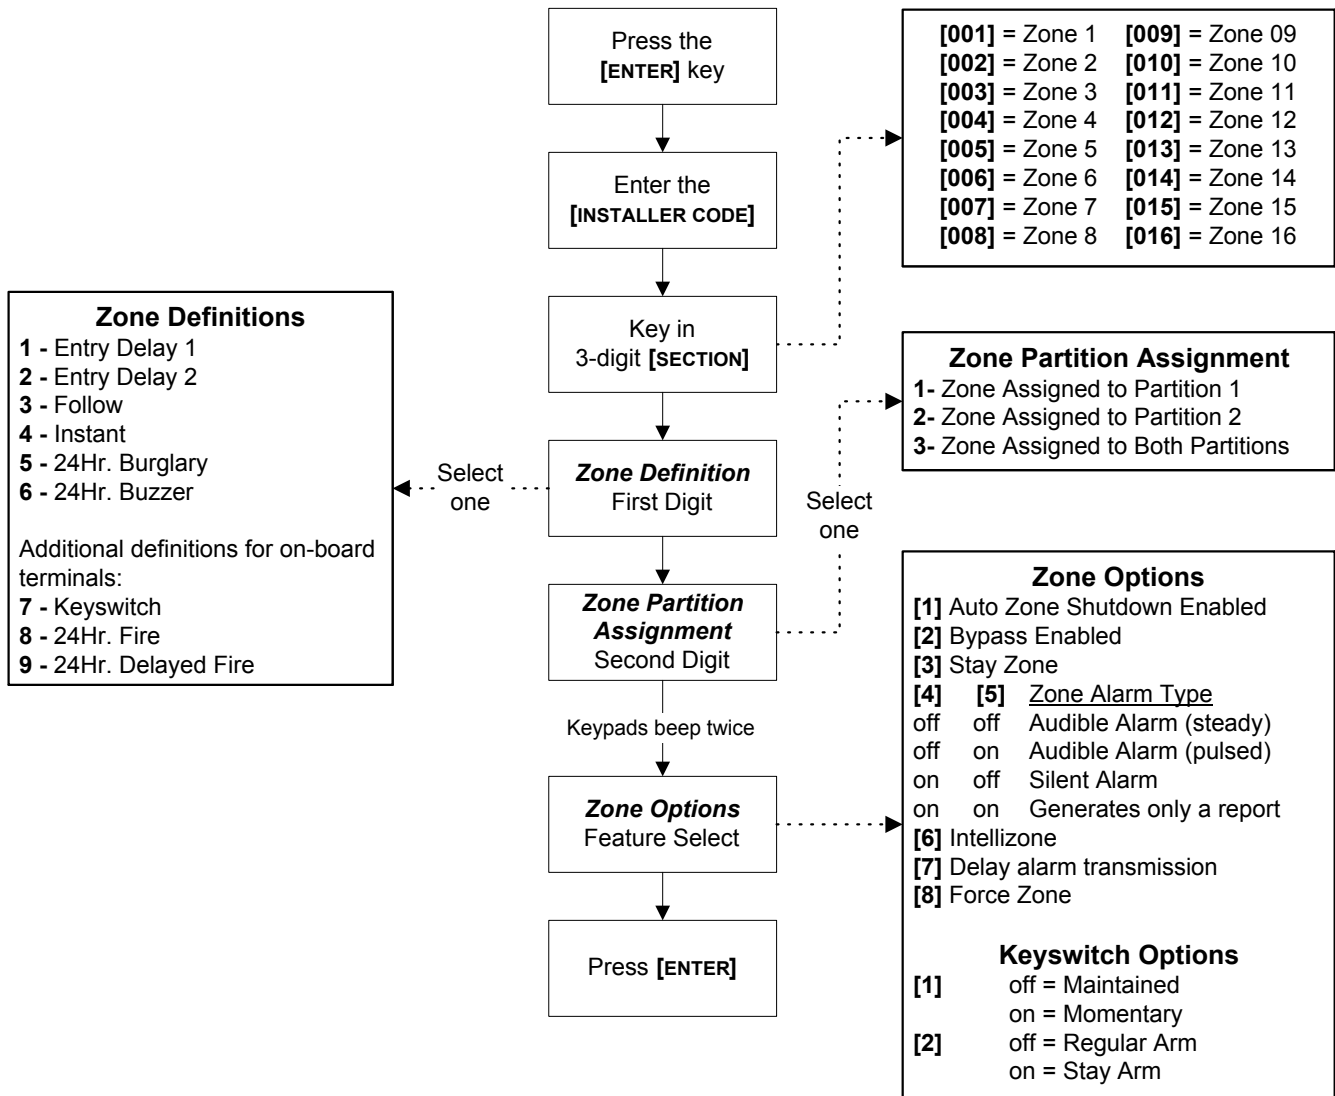 Press the
[ENTER] key
Enter the
[INSTALLER CODE]
Key in
3-digit [SECTION]
[001] = Zone 1 [009] = Zone 09
[002] = Zone 2 [010] = Zone 10
[003] = Zone 3 [011] = Zone 11
[004] = Zone 4 [012] = Zone 12
[005] = Zone 5 [013] = Zone 13
[006] = Zone 6 [014] = Zone 14
[007] = Zone 7 [015] = Zone 15
[008] = Zone 8 [016] = Zone 16
Zone Definition
First Digit
Select
one
Zone Definitions
1 - Entry Delay 1
2 - Entry Delay 2
3 - Follow
4 - Instant
5 - 24Hr. Burglary
6 - 24Hr. Buzzer
Additional definitions for on-board
terminals:
7 - Keyswitch
8 - 24Hr. Fire
9 - 24Hr. Delayed Fire
Zone Partition
Assignment
Second Digit
Select
one
Zone Partition Assignment
1- Zone Assigned to Partition 1
2- Zone Assigned to Partition 2
3- Zone Assigned to Both Partitions
Keypads beep twice
Zone Options
Feature Select
Zone Options
[1] Auto Zone Shutdown Enabled
[2] Bypass Enabled
[3] Stay Zone
[4] [5] Zone Alarm Type
off off Audible Alarm (steady)
off on Audible Alarm (pulsed)
on off Silent Alarm
on on Generates only a report
[6] Intellizone
[7] Delay alarm transmission
[8] Force Zone
Keyswitch Options
[1] off = Maintained
on = Momentary
[2] off = Regular Arm
on = Stay Arm
Press [ENTER]